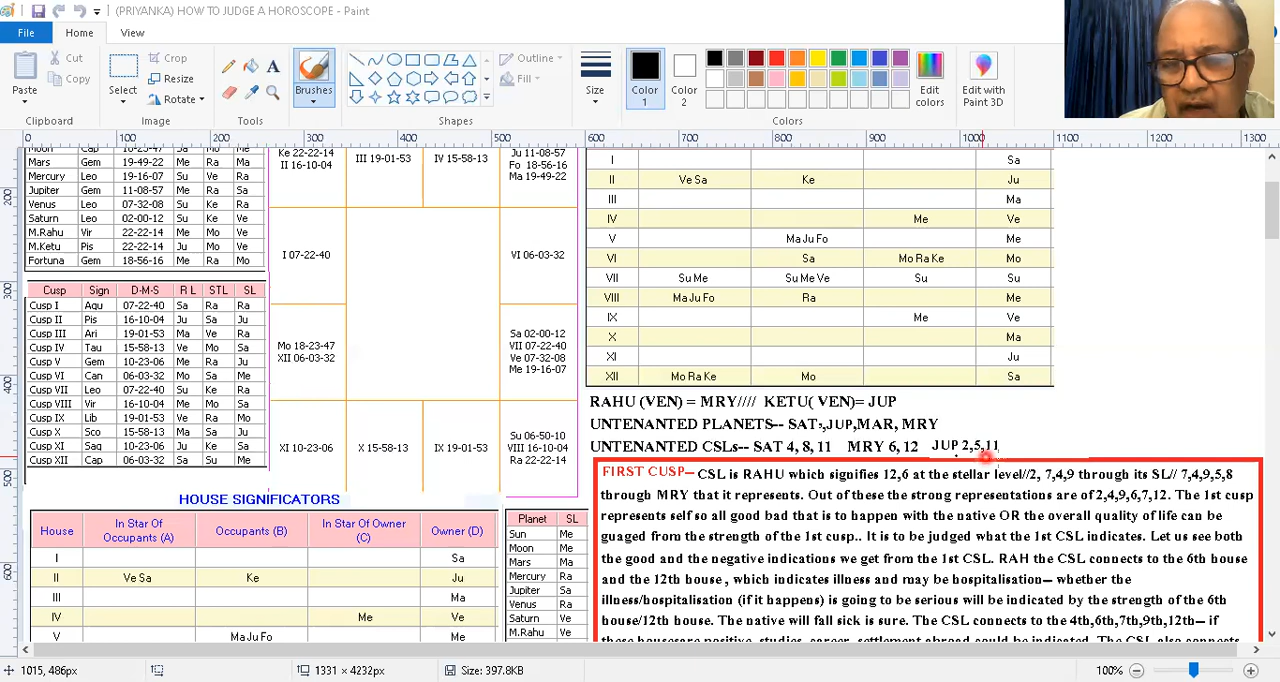 (PRIYANKA) HOW TO JUDGE A HOROSCOPE - Paint
File Home View
Paste Cut Copy Clipboard
Select Crop Resize Rotate Image
Tools
Brushes
Outline Fill Shapes
Size
Color 1 Color 2 Edit colors Edit with Paint 3D Colors
0 100 200 300 400 500 600 700 800 900 1000 1100 1200 1300
Mars Gem 19-49-22 Me Ra Ma
Mercury Leo 19-16-07 Su Ve Ra
Jupiter Gem 11-08-57 Me Ra Sa
Venus Leo 07-32-08 Su Ke Ra
Saturn Leo 02-00-12 Su Ke Ve
M.Rahu Vir 22-22-14 Me Mo Ve
M.Ketu Pis 22-22-14 Ju Mo Ve
Fortuna Gem 18-56-16 Me Ra Mo
Cusp Sign D-M-S R L STL SL
Cusp I Aqu 07-22-40 Sa Ra Ra
Cusp II Pis 16-10-04 Ju Sa Ju
Cusp III Ari 19-01-53 Ma Ve Ra
Cusp IV Tau 15-58-13 Ve Mo Sa
Cusp V Gem 10-23-06 Me Ra Ju
Cusp VI Can 06-03-32 Mo Sa Me
Cusp VII Leo 07-22-40 Su Ke Ra
Cusp VIII Vir 16-10-04 Me Mo Sa
Cusp IX Lib 19-01-53 Ve Ra Mo
Cusp X Sco 15-58-13 Ma Sa Ju
Cusp XI Sag 10-23-06 Ju Ke Sa
Cusp XII Cap 06-03-32 Sa Su Me
Ke 22-22-14
II 16-10-04
III 19-01-53
IV 15-58-13
Ju 11-08-57
Fo 18-56-16
Ma 19-49-22
I 07-22-40
VI 06-03-32
Mo 18-23-47
XII 06-03-32
Sa 02-00-12
VII 07-22-40
Ve 07-32-08
Me 19-16-07
XI 10-23-06
X 15-58-13
IX 19-01-53
Su 06-50-10
VIII 16-10-04
Ra 22-22-14
I Sa
II Ve Sa Ke Ju
III Ma
IV Me Ve
V Ma Ju Fo Me
VI Sa Mo Ra Ke Mo
VII Su Me Su Me Ve Su Su
VIII Ma Ju Fo Ra Me
IX Me Ve
X Ma
XI Ju
XII Mo Ra Ke Mo Sa
RAHU (VEN) = MRY//// KETU( VEN)= JUP
UNTENANTED PLANETS-- SAT,,JUP,MAR, MRY
UNTENANTED CSLs-- SAT 4, 8, 11 MRY 6, 12 JUP 2,5,11
FIRST CUSP-- CSL is RAHU which signifies 12,6 at the stellar level//2, 7,4,9 through its SL// 7,4,9,5,8
through MRY that it represents. Out of these the strong representations are of 2,4,9,6,7,12. The 1st cusp
represents self so all good bad that is to happen with the native OR the overall quality of life can be
guaged from the strength of the 1st cusp.. It is to be judged what the 1st CSL indicates. Let us see both
the good and the negative indications we get from the 1st CSL. RAH the CSL connects to the 6th house
and the 12th house , which indicates illness and may be hospitalisation-- whether the
illness/hospitalisation (if it happens) is going to be serious will be indicated by the strength of the 6th
house/12th house. The native will fall sick is sure. The CSL connects to the 4th,6th,7th,9th,12th-- if
these housesare positive, studies, career, settlement abroad could be indicated. The CSL also connects
HOUSE SIGNIFICATORS
House In Star Of Occupants (A) Occupants (B) In Star Of Owner (C) Owner (D)
I Sa
II Ve Sa Ke Ju
III Ma
IV Me Ve
V Ma Ju Fo Me
Planet SL
Sun Me
Moon Me
Mars Ma
Mercury Ra
Jupiter Sa
Venus Ra
Saturn Ve
M.Rahu Ve
1015, 486px 1331 × 4232px Size: 397.8KB 100%